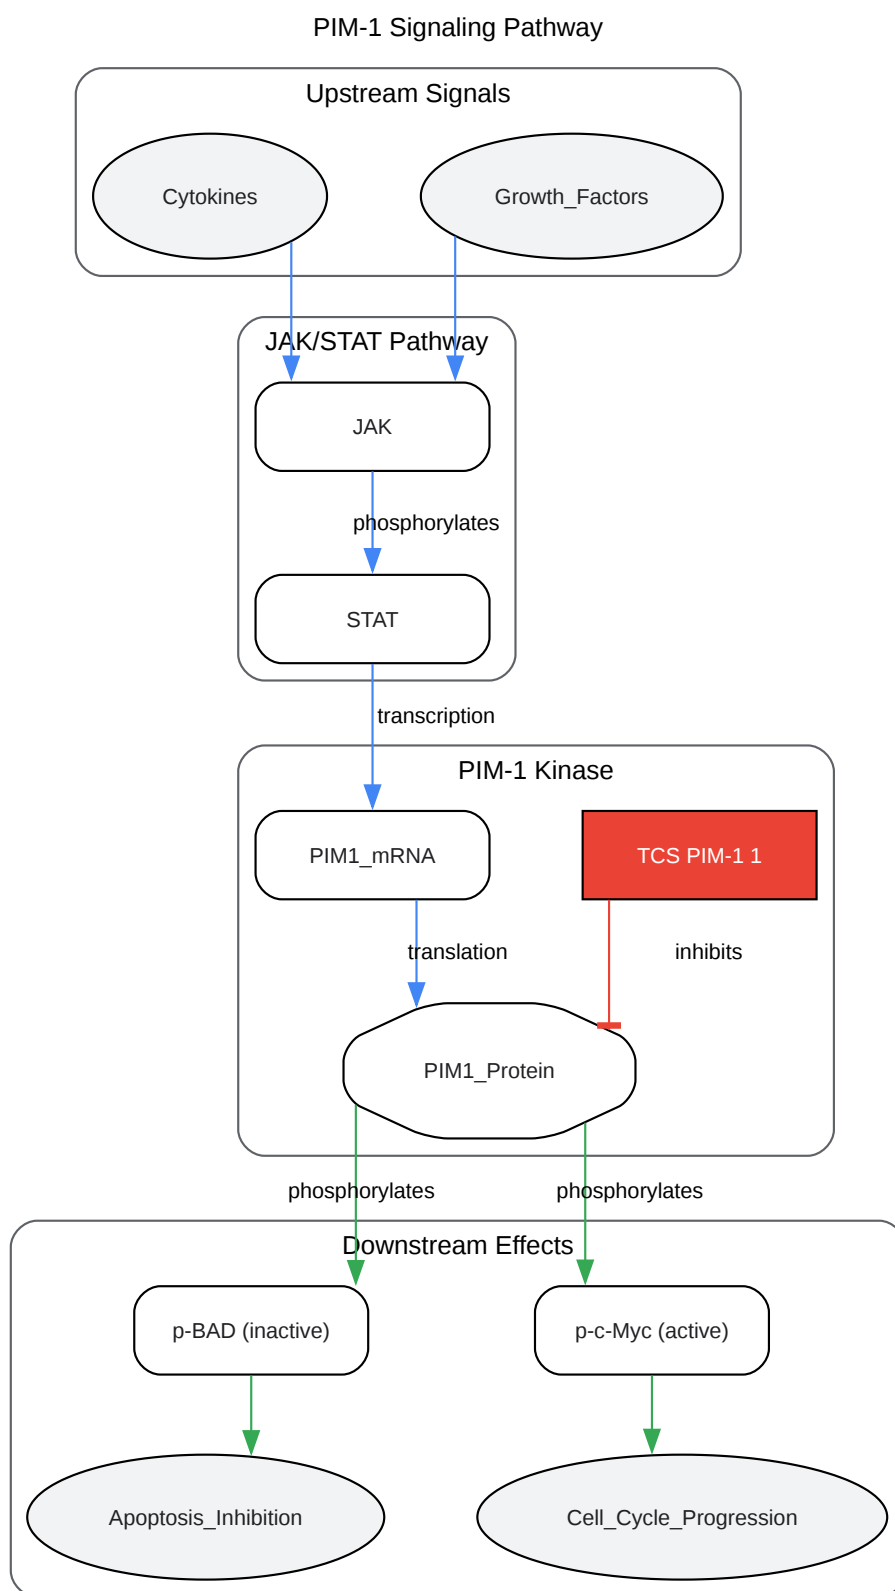 PIM-1 Signaling Pathway
Upstream Signals
Cytokines
Growth_Factors
JAK/STAT Pathway
JAK
phosphorylates
STAT
transcription
PIM-1 Kinase
PIM1_mRNA
TCS PIM-1 1
translation
inhibits
PIM1_Protein
phosphorylates
phosphorylates
Downstream Effects
p-BAD (inactive)
p-c-Myc (active)
Apoptosis_Inhibition
Cell_Cycle_Progression